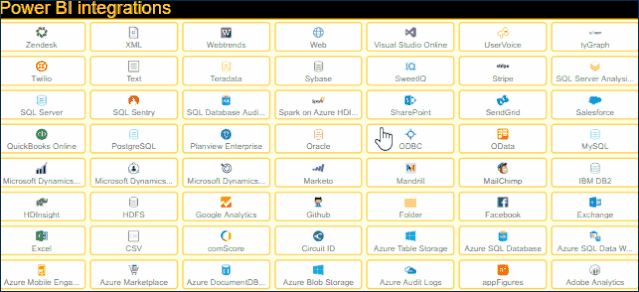 Power BI integrations
Zendesk XML Webtrends Web Visual Studio Online UserVoice tyGraph
Twilio Text Teradata Sybase SweetIQ Stripe SQL Server Analysi...
SQL Server SQL Sentry SQL Database Audi... Spark on Azure HDI... SharePoint SendGrid Salesforce
QuickBooks Online PostgreSQL Planview Enterprise Oracle ODBC OData MySQL
Microsoft Dynamics... Microsoft Dynamics... Microsoft Dynamics... Marketo Mandrill MailChimp IBM DB2
HDInsight HDFS Google Analytics Github Folder Facebook Exchange
Excel CSV comScore Circuit ID Azure Table Storage Azure SQL Database Azure SQL Data W...
Azure Mobile Enga... Azure Marketplace Azure DocumentDB... Azure Blob Storage Azure Audit Logs appFigures Adobe Analytics